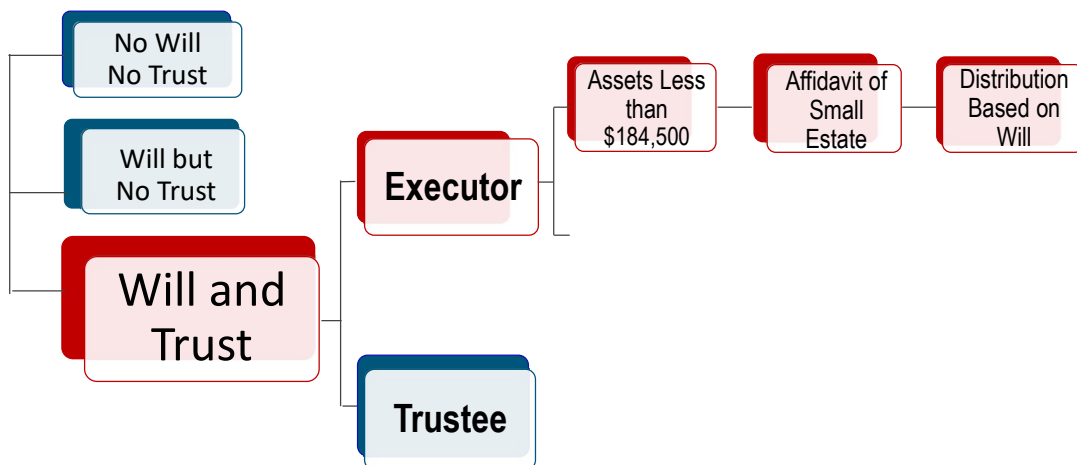 No Will
No Trust
Will but
No Trust
Will and
Trust
Executor
Trustee
Assets Less
than
$184,500
Affidavit of
Small
Estate
Distribution
Based on
Will